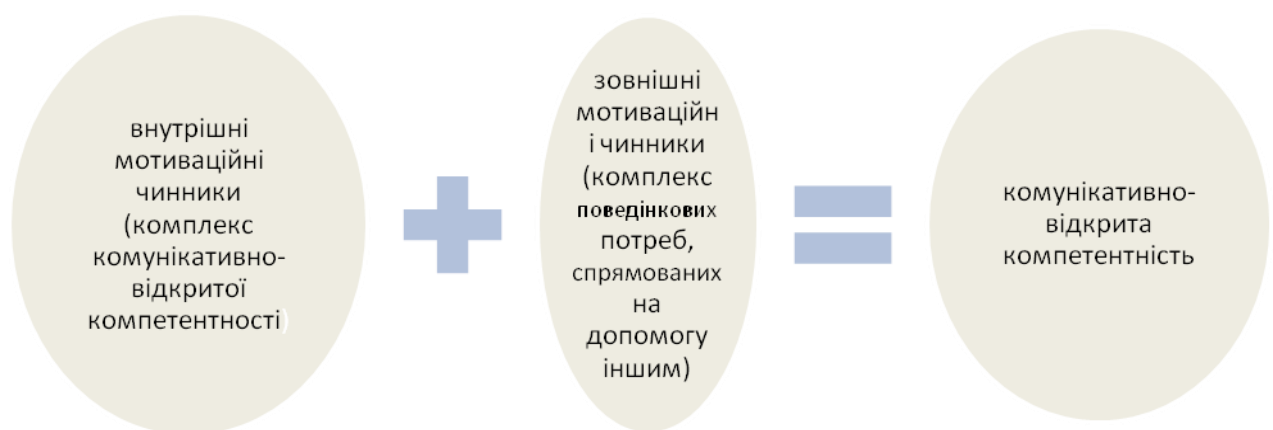 внутрішні
мотиваційні
чинники
(комплекс
комунікативно-
відкритої
компетентності)
зовнішні
мотиваційн
і чинники
(комплекс
поведінкових
потреб,
спрямованих
на
допомогу
іншим)
комунікативно-
відкрита
компетентність